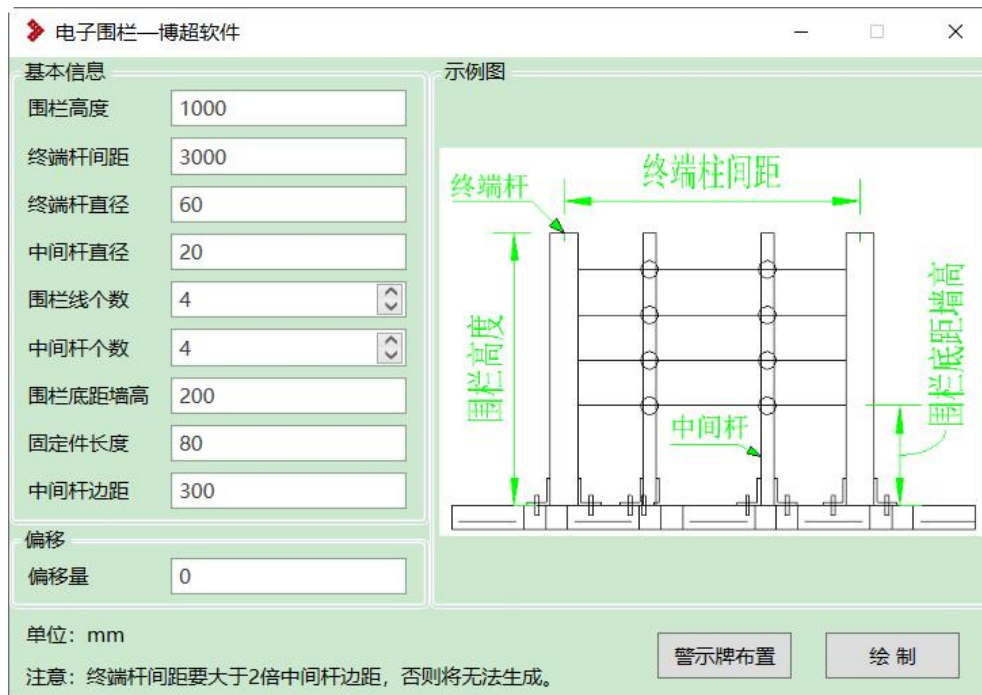 电子围栏—博超软件
基本信息
围栏高度 1000
终端杆间距 3000
终端杆直径 60
中间杆直径 20
围栏线个数 4
中间杆个数 4
围栏底距墙高 200
固定件长度 80
中间杆边距 300
偏移
偏移量 0
示例图
终端杆
终端柱间距
围栏高度
中间杆
围栏底距墙高
单位：mm
注意：终端杆间距要大于2倍中间杆边距，否则将无法生成。
警示牌布置
绘 制